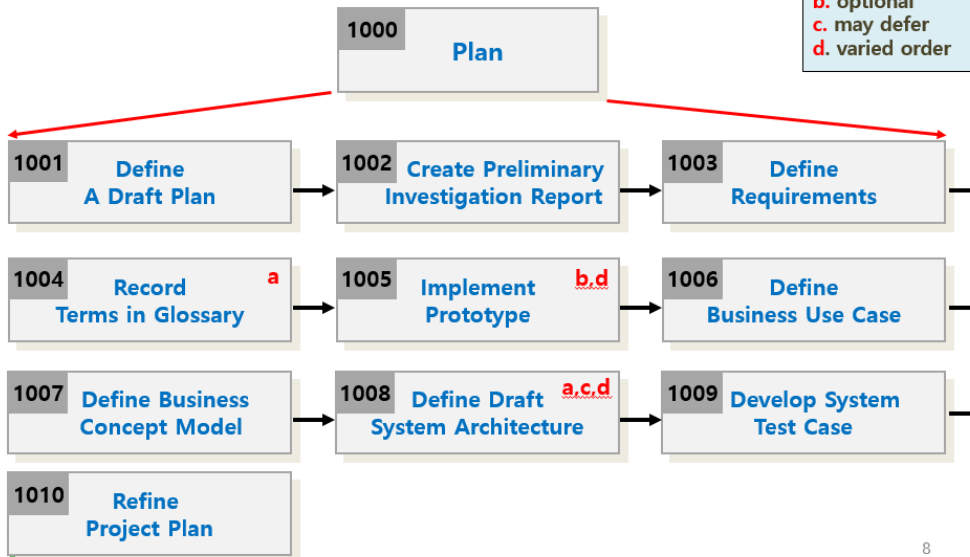 b. optional
c. may defer
d. varied order
1000
Plan
1001
Define
A Draft Plan
1002
Create Preliminary
Investigation Report
1003
Define
Requirements
1004
a
Record
Terms in Glossary
1005
b,d
Implement
Prototype
1006
Define
Business Use Case
1007
Define Business
Concept Model
1008
a,c,d
Define Draft
System Architecture
1009
Develop System
Test Case
1010
Refine
Project Plan
8